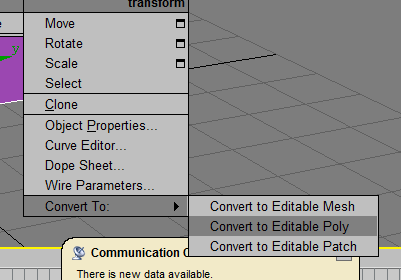 transform
Move
Rotate
Scale
Select
Clone
Object Properties...
Curve Editor...
Dope Sheet...
Wire Parameters...
Convert To:
Convert to Editable Mesh
Convert to Editable Poly
Convert to Editable Patch
Communication
There is new data available.